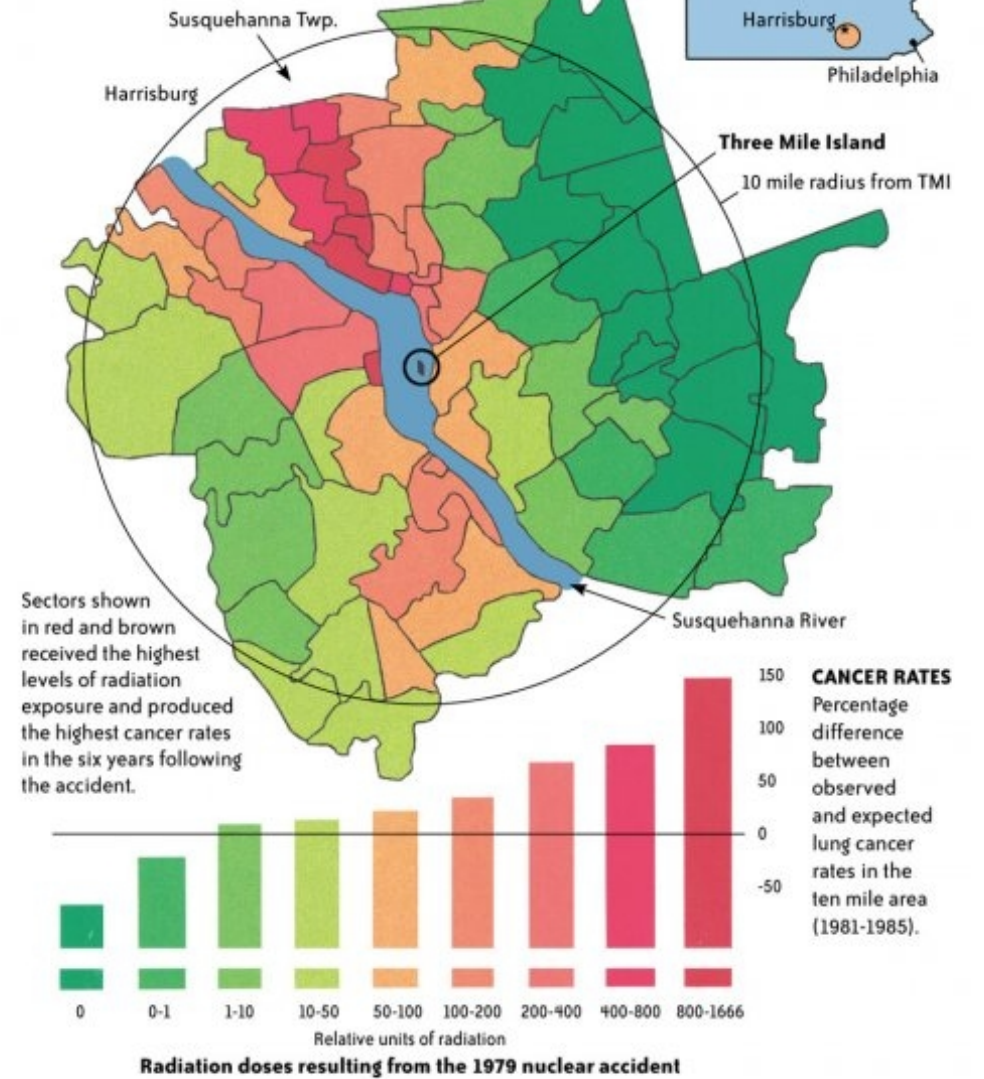 Susquehanna Twp.
Harrisburg
Harrisburg
Philadelphia
Three Mile Island
10 mile radius from TMI
Susquehanna River
Sectors shown
in red and brown
received the highest
levels of radiation
exposure and produced
the highest cancer rates
in the six years following
the accident.
150
100
50
0
-50
CANCER RATES
Percentage
difference
between
observed
and expected
lung cancer
rates in the
ten mile area
(1981-1985).
0 0-1 1-10 10-50 50-100 100-200 200-400 400-800 800-1666
Relative units of radiation
Radiation doses resulting from the 1979 nuclear accident